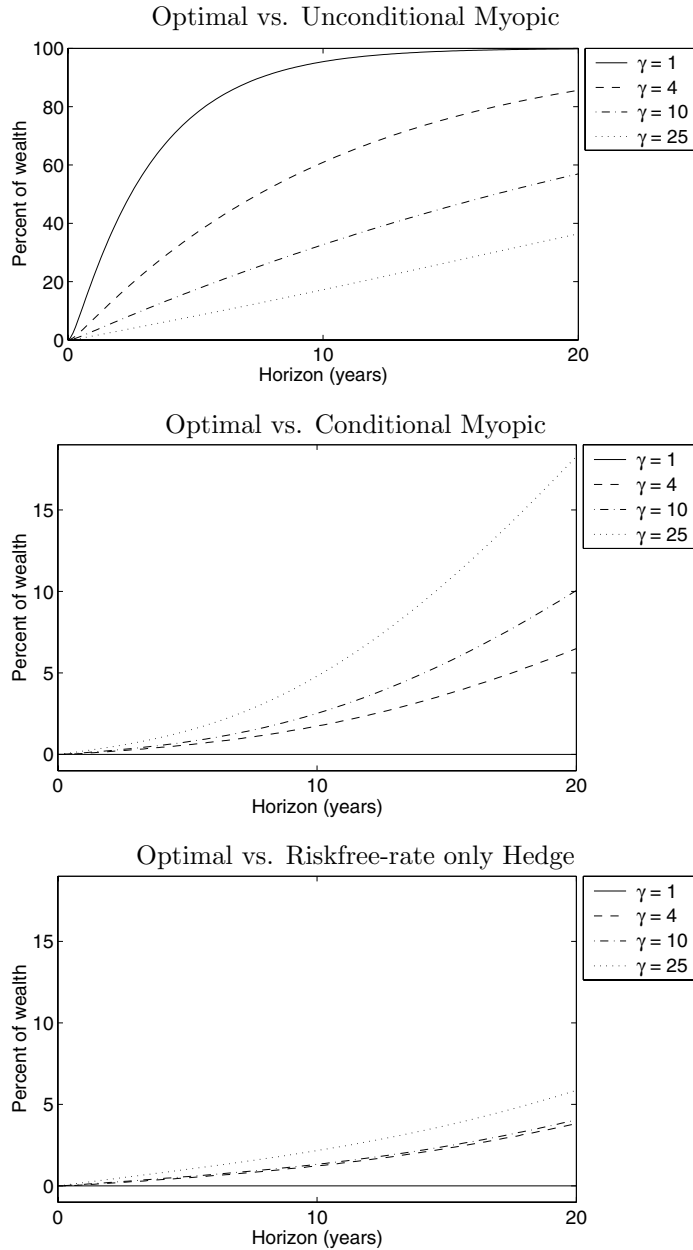 Optimal vs. Unconditional Myopic
100
80
60
40
20
0
Percent of wealth
0 10 20
Horizon (years)
γ = 1
γ = 4
γ = 10
γ = 25
Optimal vs. Conditional Myopic
15
10
5
0
Percent of wealth
0 10 20
Horizon (years)
γ = 1
γ = 4
γ = 10
γ = 25
Optimal vs. Riskfree-rate only Hedge
15
10
5
0
Percent of wealth
0 10 20
Horizon (years)
γ = 1
γ = 4
γ = 10
γ = 25